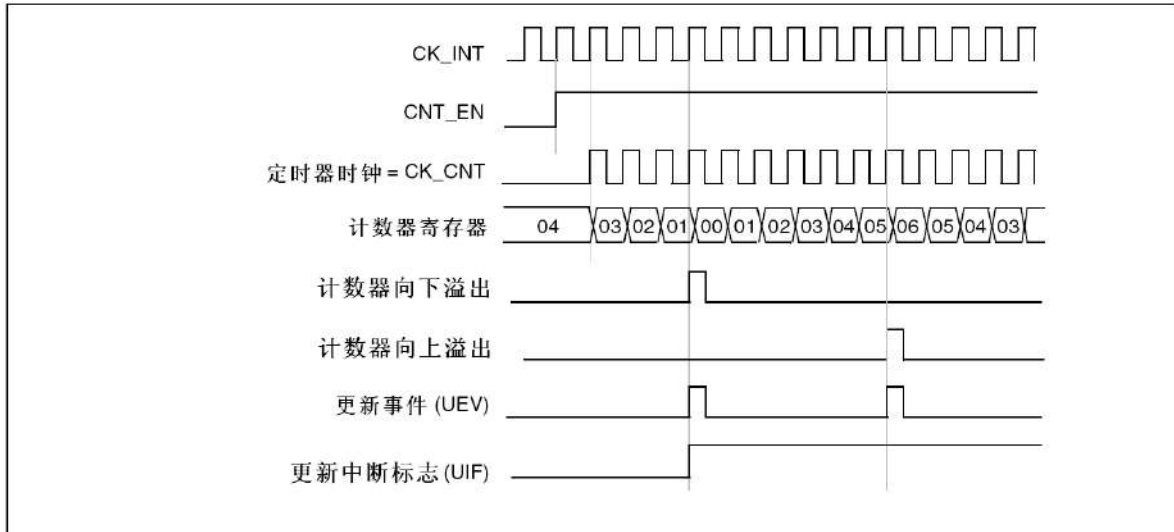 CK_INT
CNT_EN
定时器时钟 = CK_CNT
计数器寄存器 04 03 02 01 00 01 02 03 04 05 06 05 04 03
计数器向下溢出
计数器向上溢出
更新事件 (UEV)
更新中断标志 (UIF)